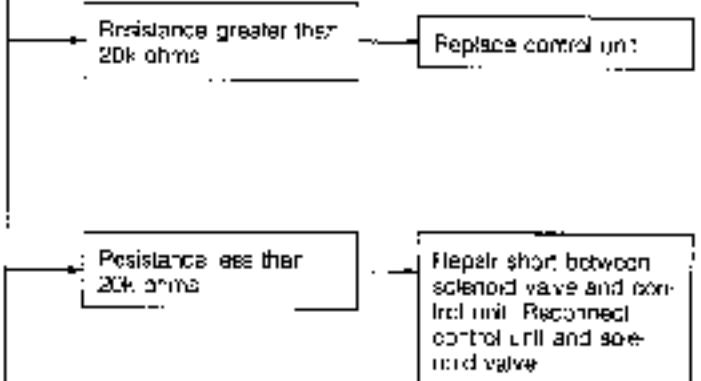 Resistance greater than
20k ohms
Replace control unit
Resistance less than
20k ohms
Repair short between
solenoid valve and con-
trol unit. Reconnect
control unit and sole-
noid valve